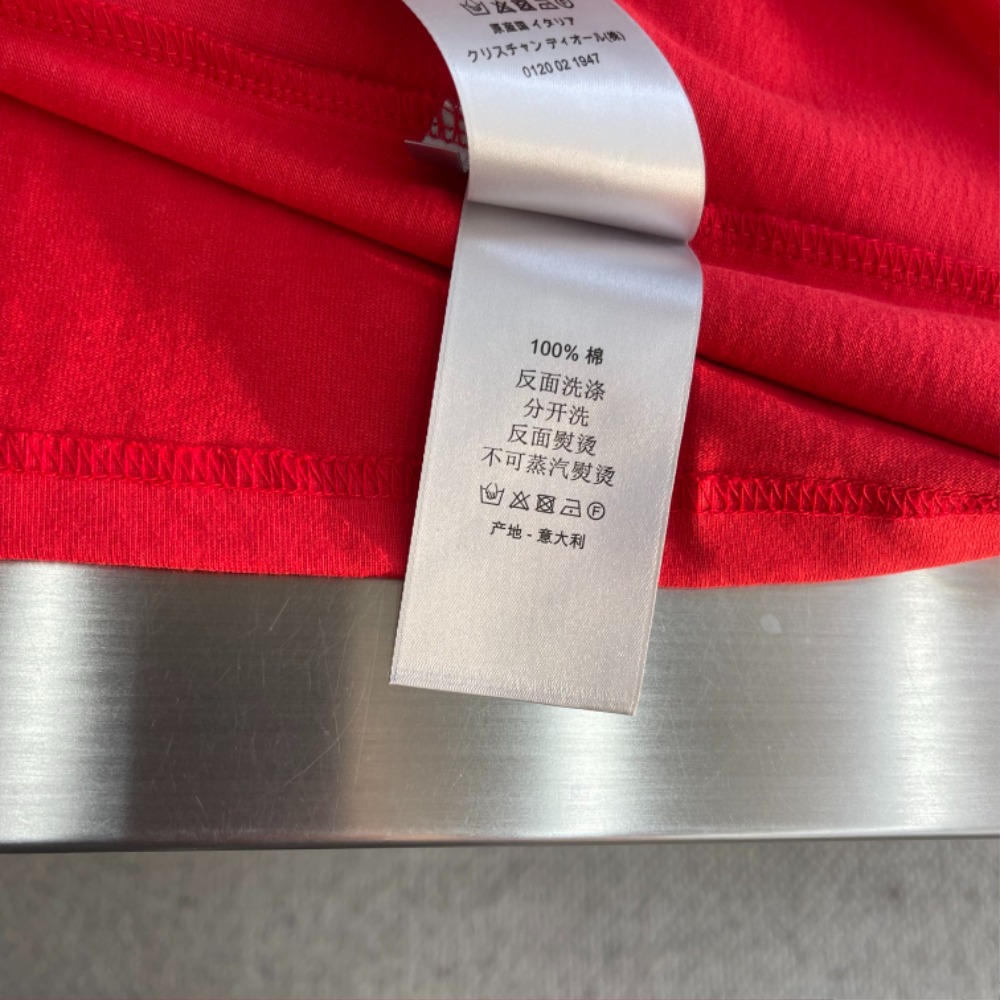 原産国 イタリア
クリスチャン ディオール(株)
0120 02 1947
100% 棉
反面洗涤
分开洗
反面熨烫
不可蒸汽熨烫
F
产地 - 意大利